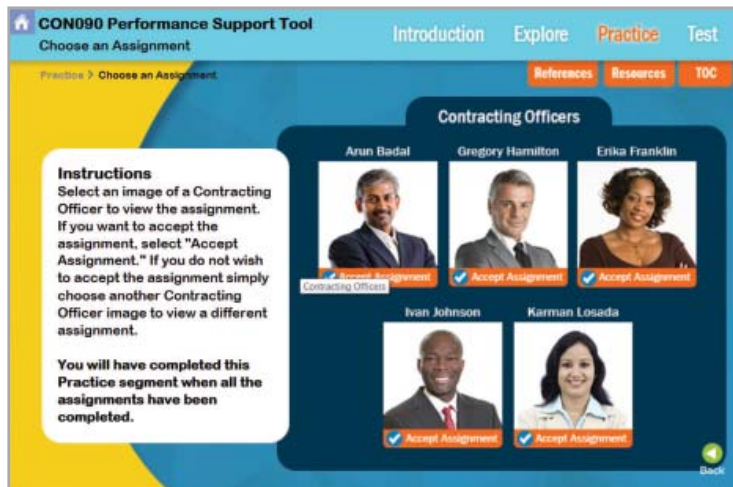 CON090 Performance Support Tool
Choose an Assignment
Introduction Explore Practice Test
Practice > Choose an Assignment
References Resources TOC
Contracting Officers
Arun Badal Gregory Hamilton Erika Franklin
Instructions
Select an image of a Contracting
Officer to view the assignment.
If you want to accept the
assignment, select "Accept
Assignment." If you do not wish
to accept the assignment simply
choose another Contracting
Officer image to view a different
assignment.
You will have completed this
Practice segment when all the
assignments have been
completed.
Accept Assignment Accept Assignment Accept Assignment
Contracting Officers
Ivan Johnson Karman Losada
Accept Assignment Accept Assignment
Back